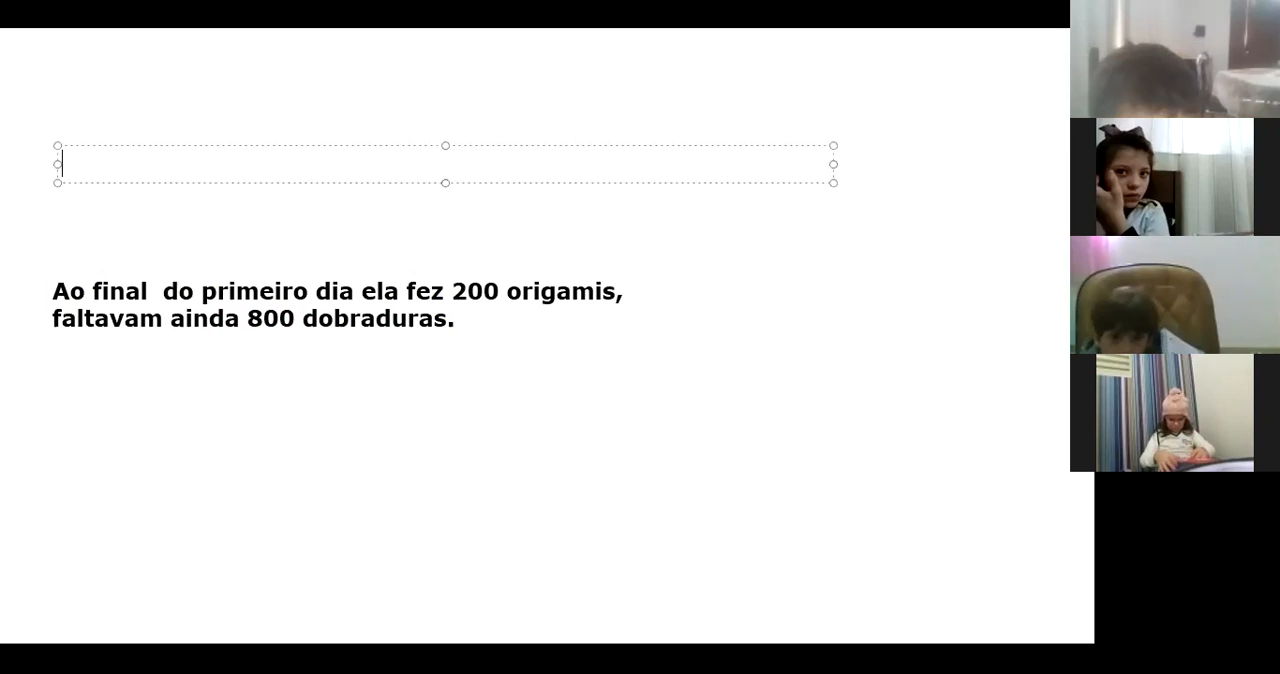 Ao final  do primeiro dia ela fez 200 origamis,
faltavam ainda 800 dobraduras.